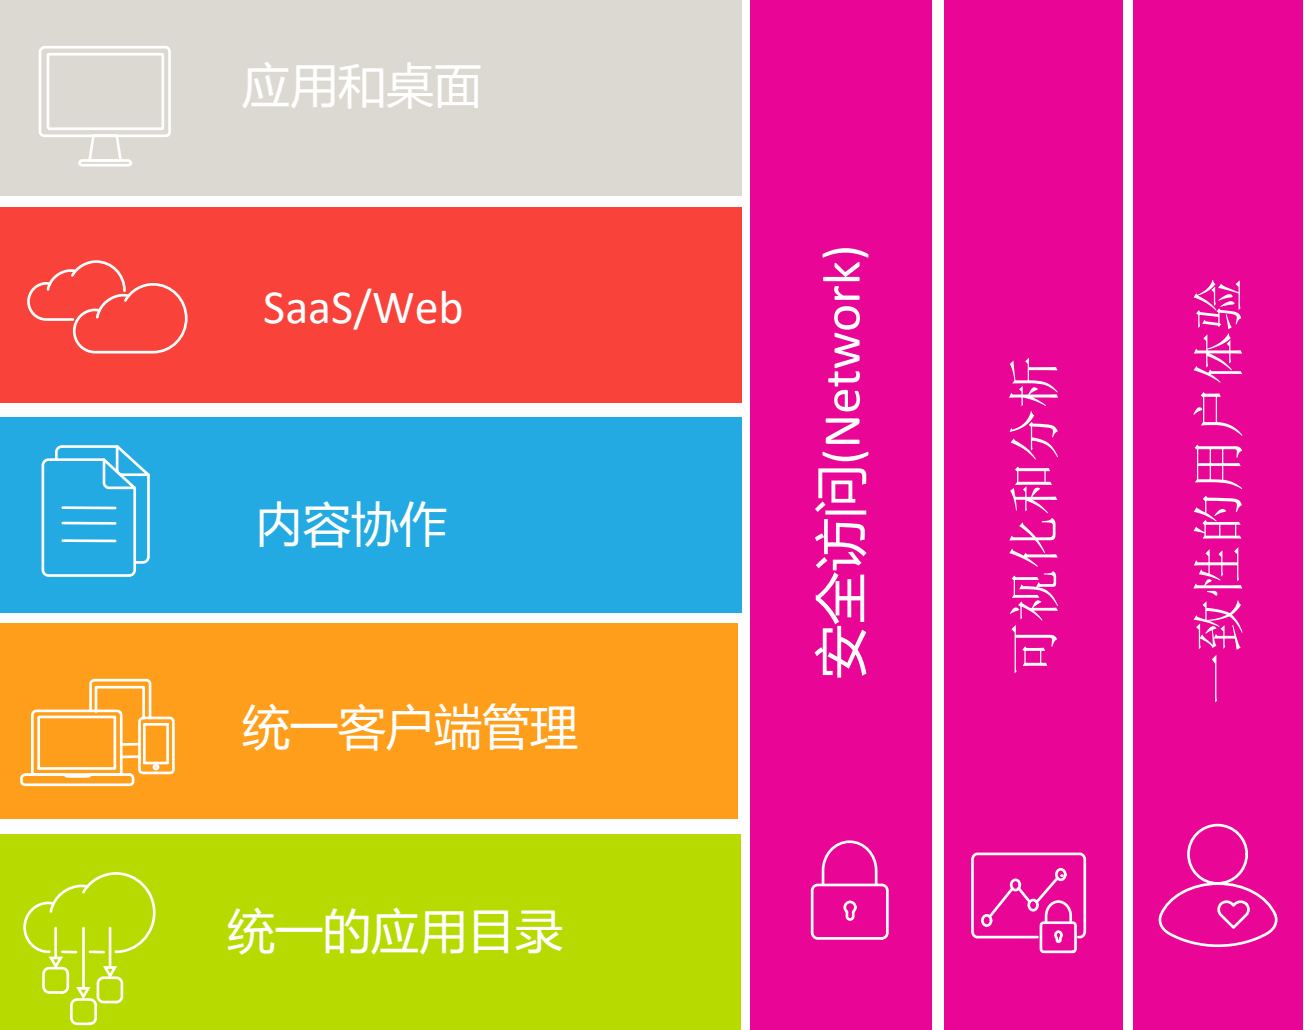 应用和桌面
SaaS/Web
内容协作
统一客户端管理
统一的应用目录
安全访问(Network)
可视化和分析
一致性的用户体验